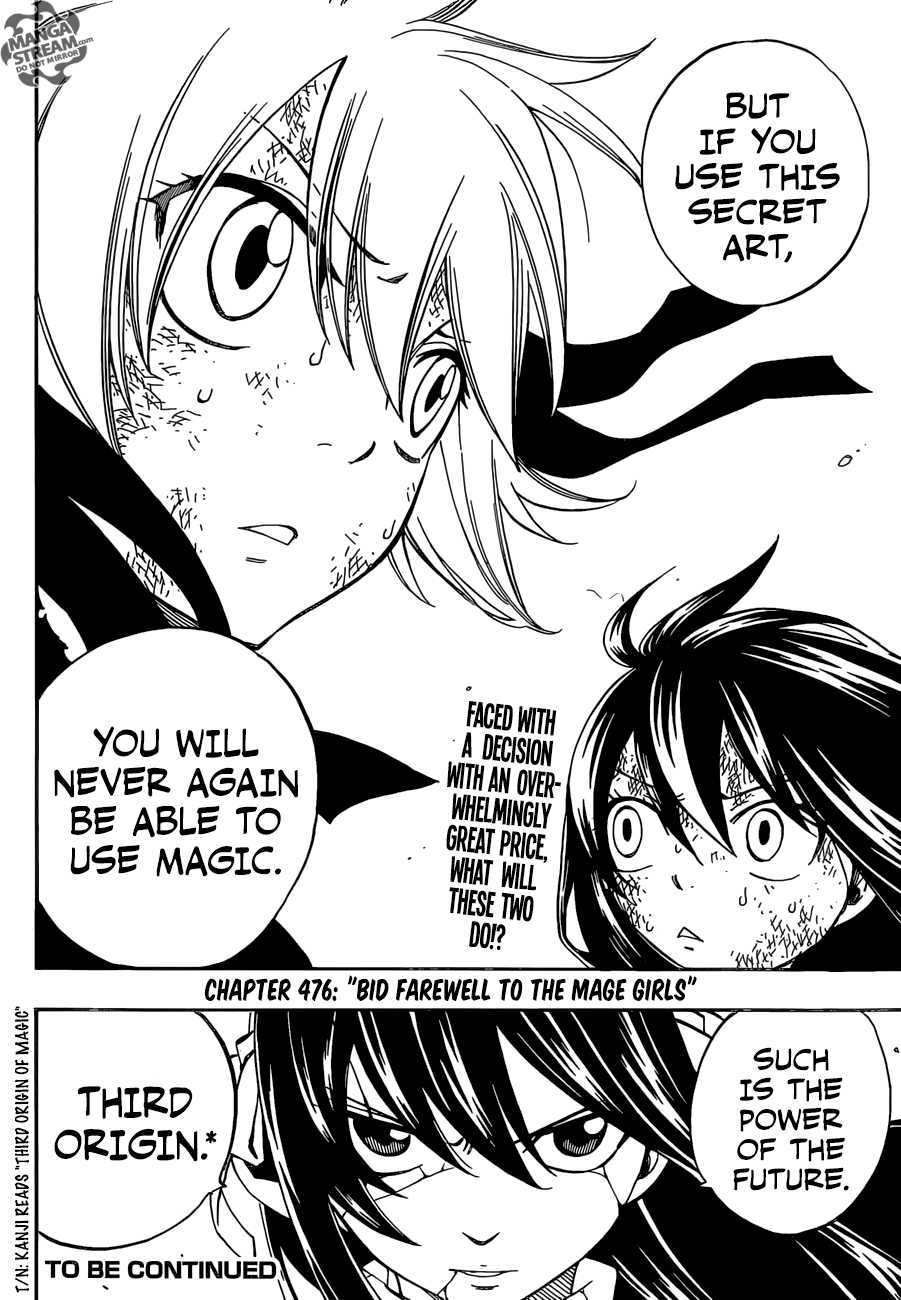 MANGA
STREAM.com
DO NOT MIRROR!
BUT
IF YOU
USE THIS
SECRET
ART,
YOU WILL
NEVER AGAIN
BE ABLE TO
USE MAGIC.
FACED WITH
A DECISION
WITH AN OVER-
WHELMINGLY
GREAT PRICE,
WHAT WILL
THESE TWO
DO!?
CHAPTER 476: "BID FAREWELL TO THE MAGE GIRLS"
SUCH
IS THE
POWER
OF THE
FUTURE.
THIRD
ORIGIN.*
TO BE CONTINUED
T/N: KANJI READS "THIRD ORIGIN OF MAGIC"